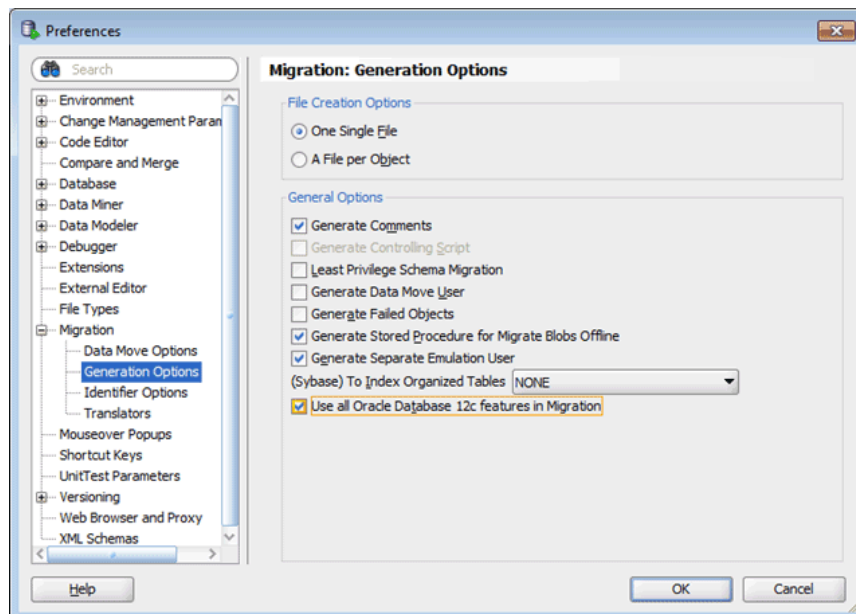 Preferences
Search
Environment
Change Management Param
Code Editor
Compare and Merge
Database
Data Miner
Data Modeler
Debugger
Extensions
External Editor
File Types
Migration
Data Move Options
Generation Options
Identifier Options
Translators
Mouseover Popups
Shortcut Keys
UnitTest Parameters
Versioning
Web Browser and Proxy
XML Schemas
Migration: Generation Options
File Creation Options
One Single File
A File per Object
General Options
Generate Comments
Generate Controlling Script
Least Privilege Schema Migration
Generate Data Move User
Generate Failed Objects
Generate Stored Procedure for Migrate Blobs Offline
Generate Separate Emulation User
(Sybase) To Index Organized Tables NONE
Use all Oracle Database 12c features in Migration
Help
OK
Cancel